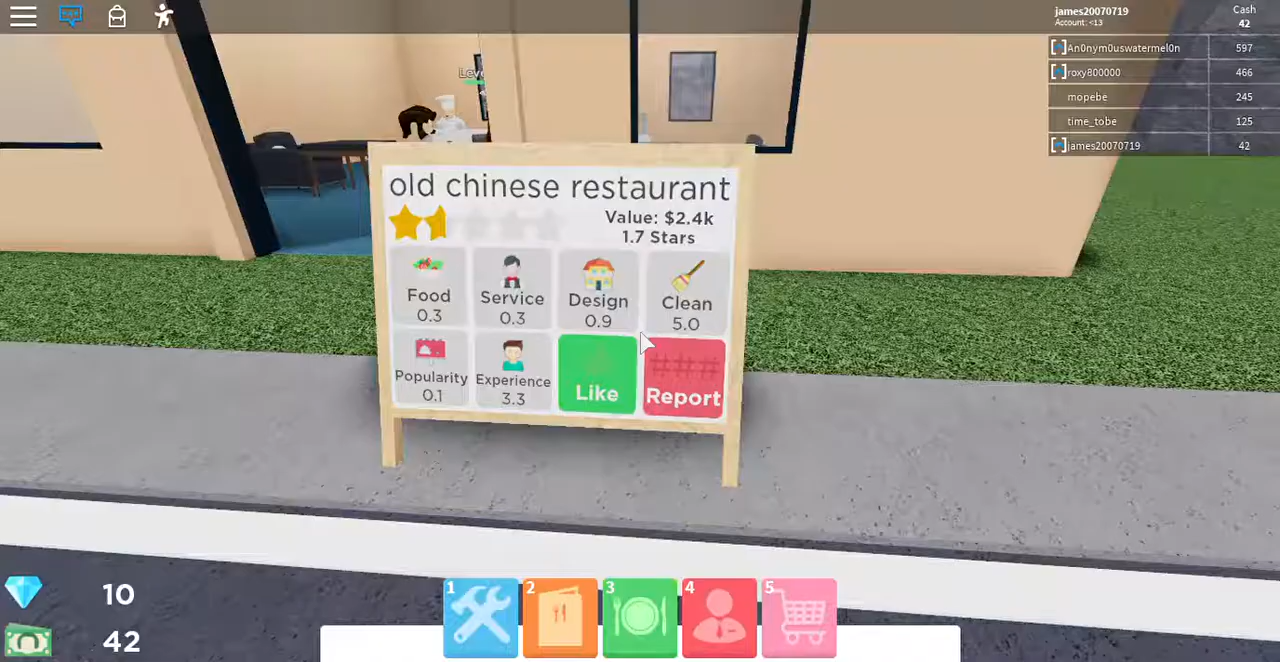 james20070719
Account: <13
Cash
42
An0nym0uswatermel0n 597
roxy800000 466
mopebe 245
time_tobe 125
james20070719 42
Leve
old chinese restaurant
Value: $2.4k
1.7 Stars
Food
0.3
Service
0.3
Design
0.9
Clean
5.0
Popularity
0.1
Experience
3.3
Like
Report
10
42
1
2
3
4
5